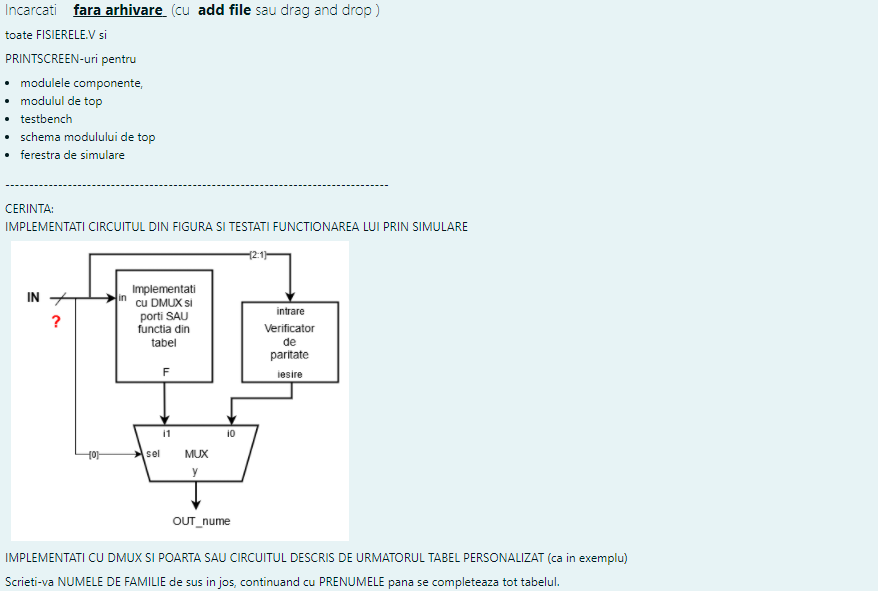 Incarcati fara arhivare (cu add file sau drag and drop )
toate FISIERELE.V si
PRINTSCREEN-uri pentru
• modulele componente,
• modulul de top
• testbench
• schema modulului de top
• ferestra de simulare
--------------------------------------------------------------------------------
CERINTA:
IMPLEMENTATI CIRCUITUL DIN FIGURA SI TESTATI FUNCTIONAREA LUI PRIN SIMULARE
[2:1]
IN
?
in
Implementati
cu DMUX si
porti SAU
functia din
tabel
F
intrare
Verificator
de
paritate
iesire
i1
i0
[0]
sel
MUX
y
OUT_nume
IMPLEMENTATI CU DMUX SI POARTA SAU CIRCUITUL DESCRIS DE URMATORUL TABEL PERSONALIZAT (ca in exemplu)
Scrieti-va NUMELE DE FAMILIE de sus in jos, continuand cu PRENUMELE pana se completeaza tot tabelul.